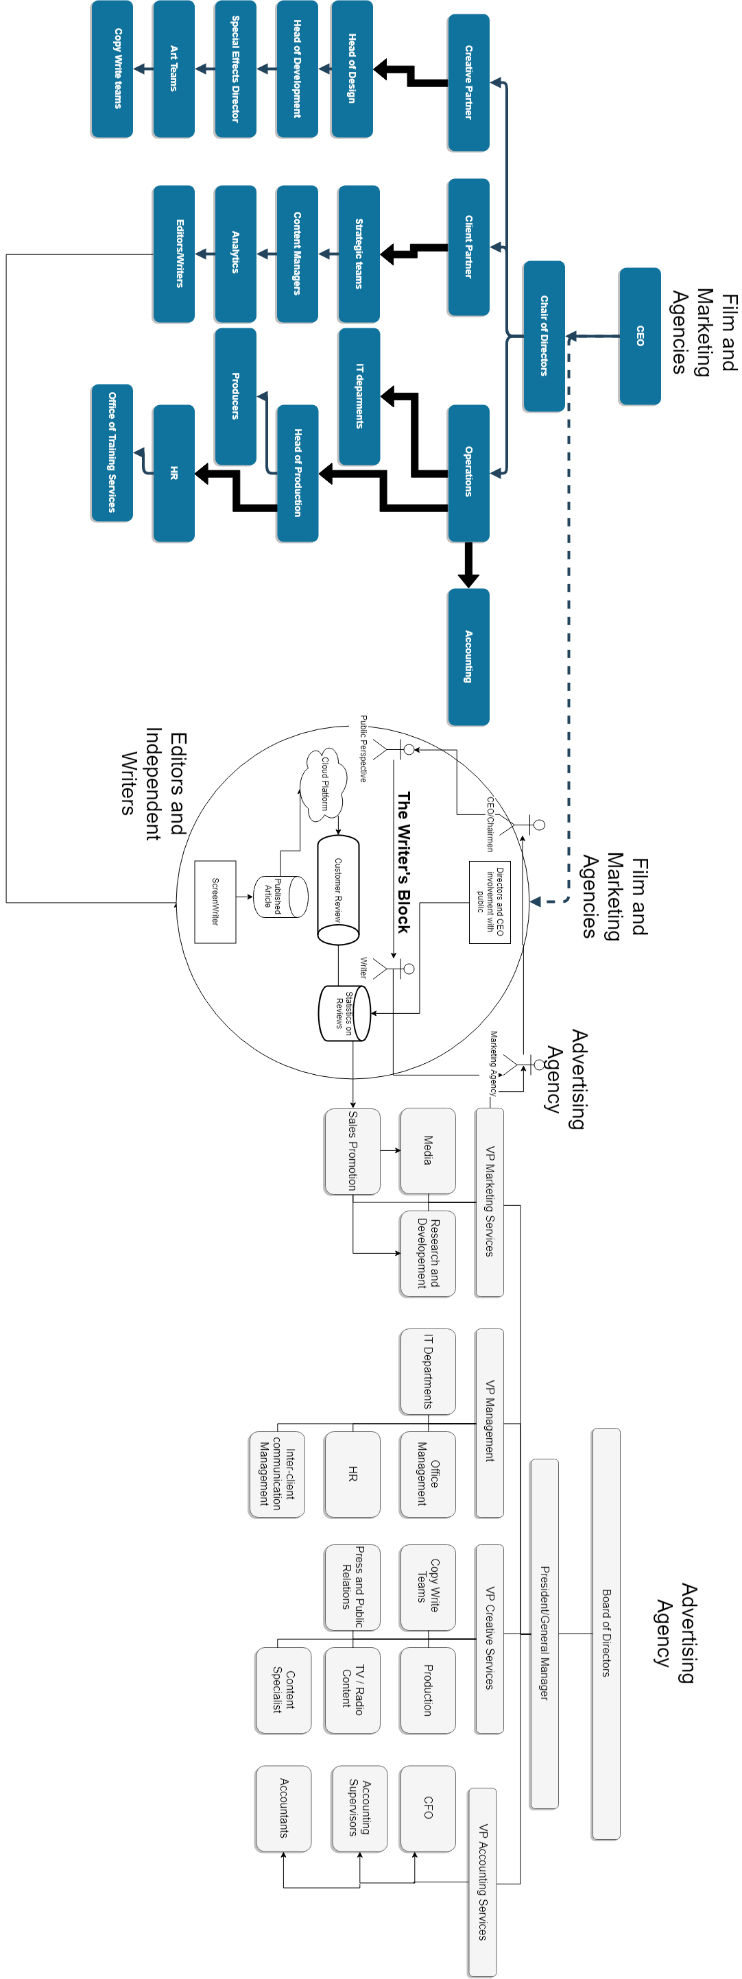 Film and
Marketing
Agencies
CEO
Chair of Directors
Creative Partner
Client Partner
Operations
Accounting
Head of Design
Strategic teams
IT deparments
Head of Development
Content Managers
Head of Production
Special Effects Director
Analytics
Producers
Art Teams
Editors/Writers
HR
Copy Write teams
Office of Training Services
Film and
Marketing
Agencies
Advertising
Agency
CEO/Chairmen
Directors and CEO
involvement with
public
Marketing Agency
Public Perspective
The Writer's Block
Writer
Cloud Platform
Customer Review
Statistics on
Reviews
Published
Article
ScreenWriter
Editors and
Independent
Writers
Advertising
Agency
Board of Directors
President/General Manager
VP Marketing Services
VP Management
VP Creative Services
VP Accounting Services
Media
Research and
Developement
Sales Promotion
IT Departments
Office
Management
HR
Inter-client
communication
Management
Copy Write
Teams
Production
Press and Public
Relations
TV / Radio
Content
Content
Specialist
CFO
Accounting
Supervisors
Accountants